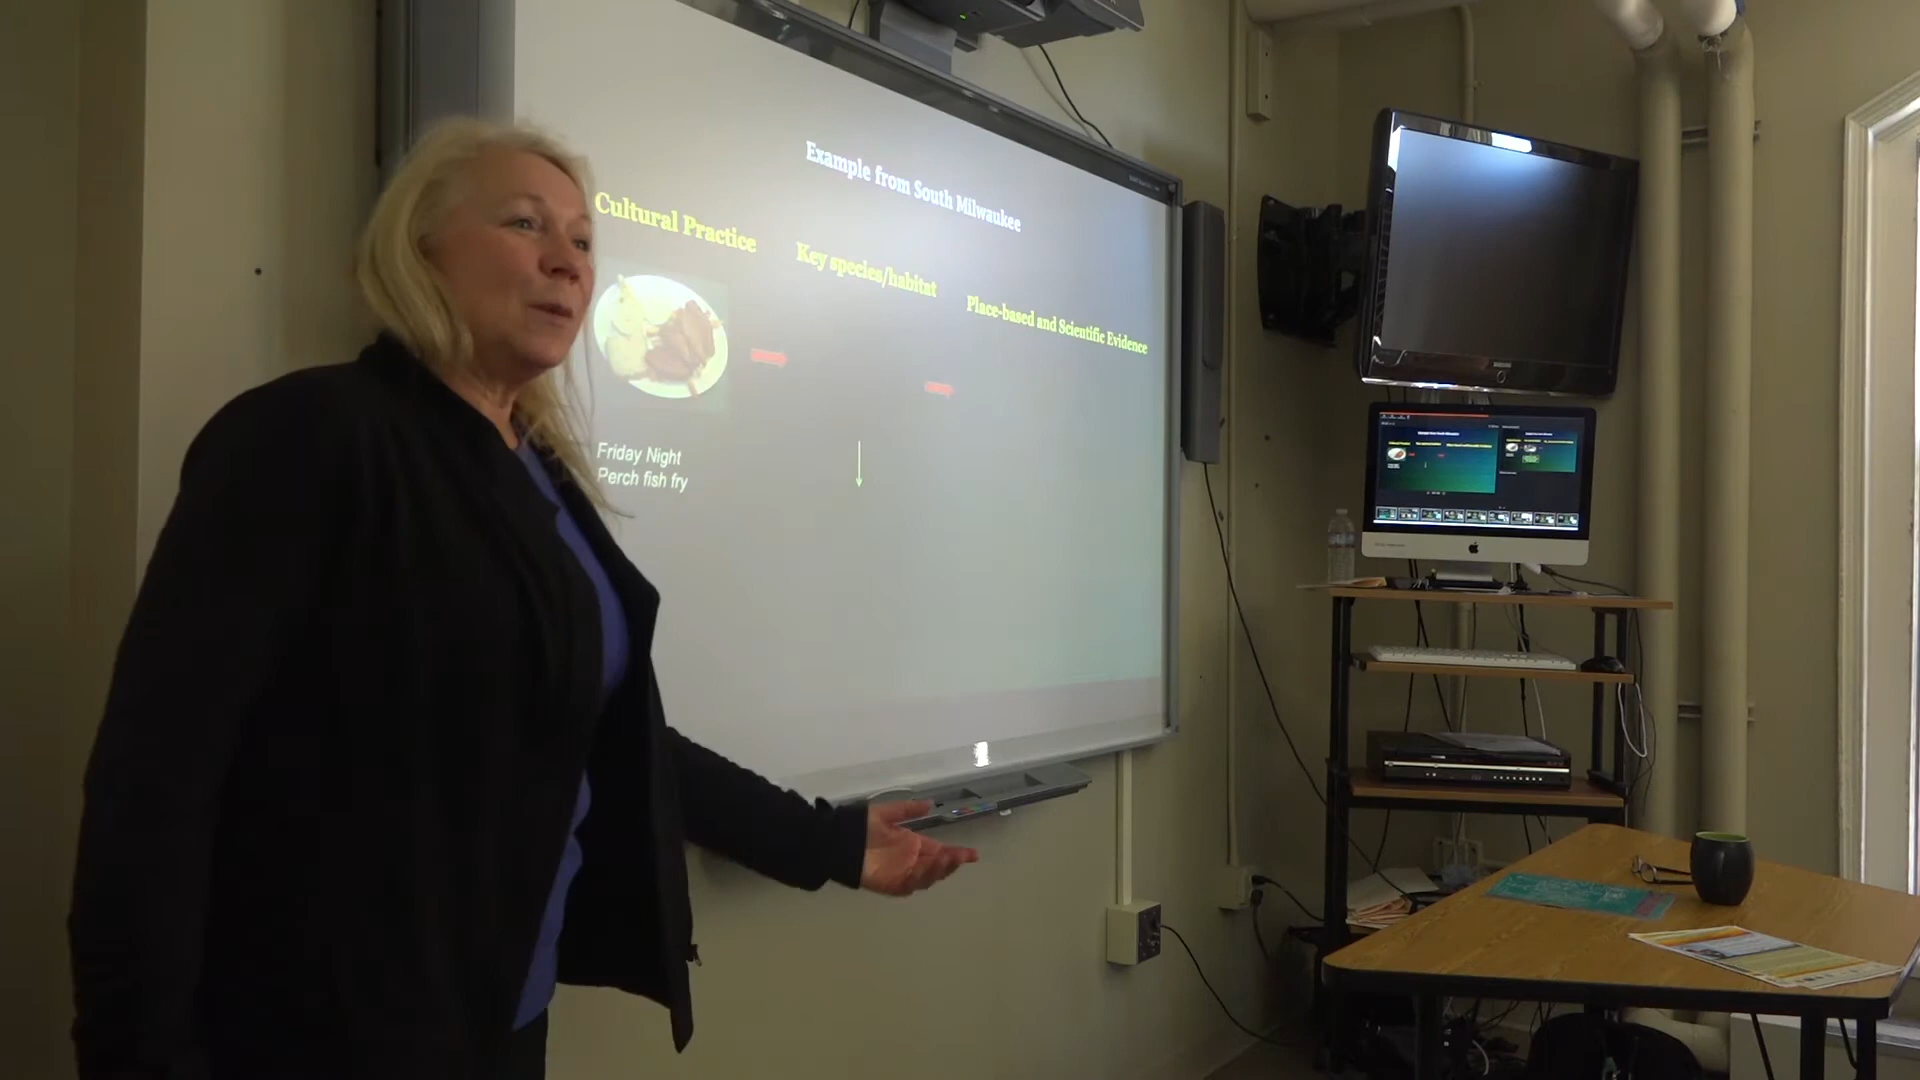 Example from South Milwaukee
Cultural Practice
Key species/habitat
Place-based and Scientific Evidence
Friday Night
Perch fish fry
SAMSUNG